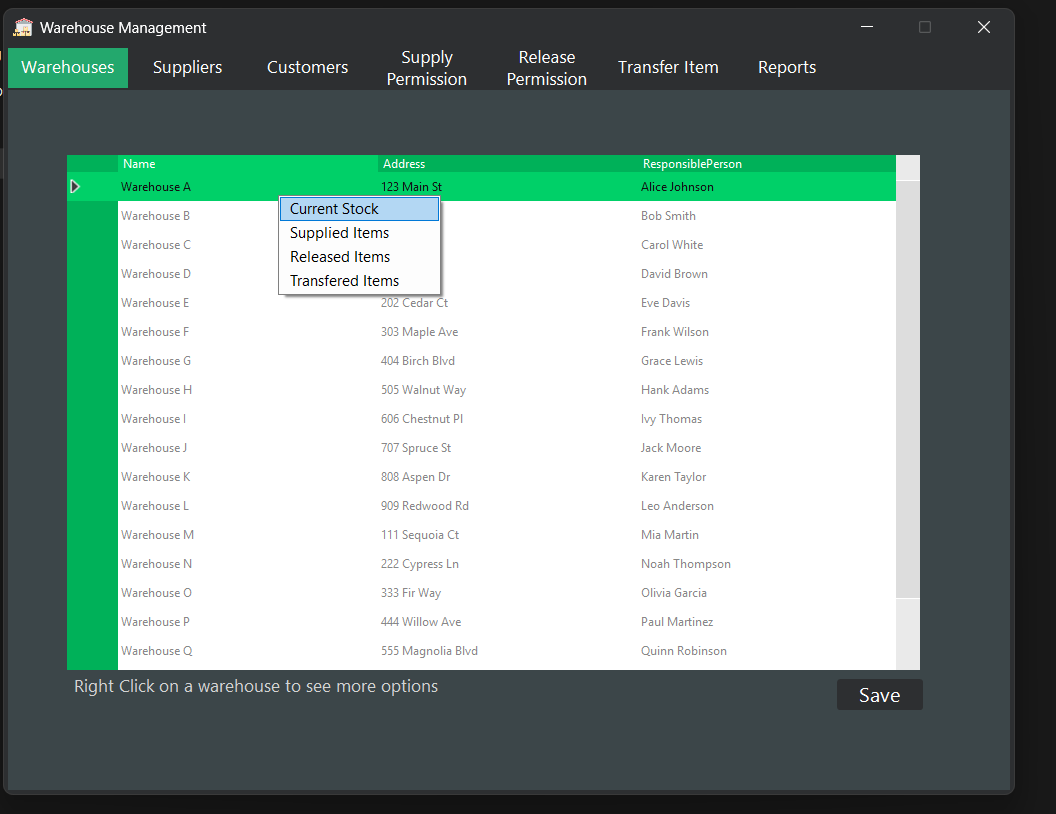 Warehouse Management
Warehouses Suppliers Customers Supply Permission Release Permission Transfer Item Reports
Name Address ResponsiblePerson
Warehouse A 123 Main St Alice Johnson
Current Stock
Warehouse B Bob Smith
Supplied Items
Warehouse C Carol White
Released Items
Warehouse D David Brown
Transfered Items
Warehouse E 202 Cedar Ct Eve Davis
Warehouse F 303 Maple Ave Frank Wilson
Warehouse G 404 Birch Blvd Grace Lewis
Warehouse H 505 Walnut Way Hank Adams
Warehouse I 606 Chestnut Pl Ivy Thomas
Warehouse J 707 Spruce St Jack Moore
Warehouse K 808 Aspen Dr Karen Taylor
Warehouse L 909 Redwood Rd Leo Anderson
Warehouse M 111 Sequoia Ct Mia Martin
Warehouse N 222 Cypress Ln Noah Thompson
Warehouse O 333 Fir Way Olivia Garcia
Warehouse P 444 Willow Ave Paul Martinez
Warehouse Q 555 Magnolia Blvd Quinn Robinson
Right Click on a warehouse to see more options
Save